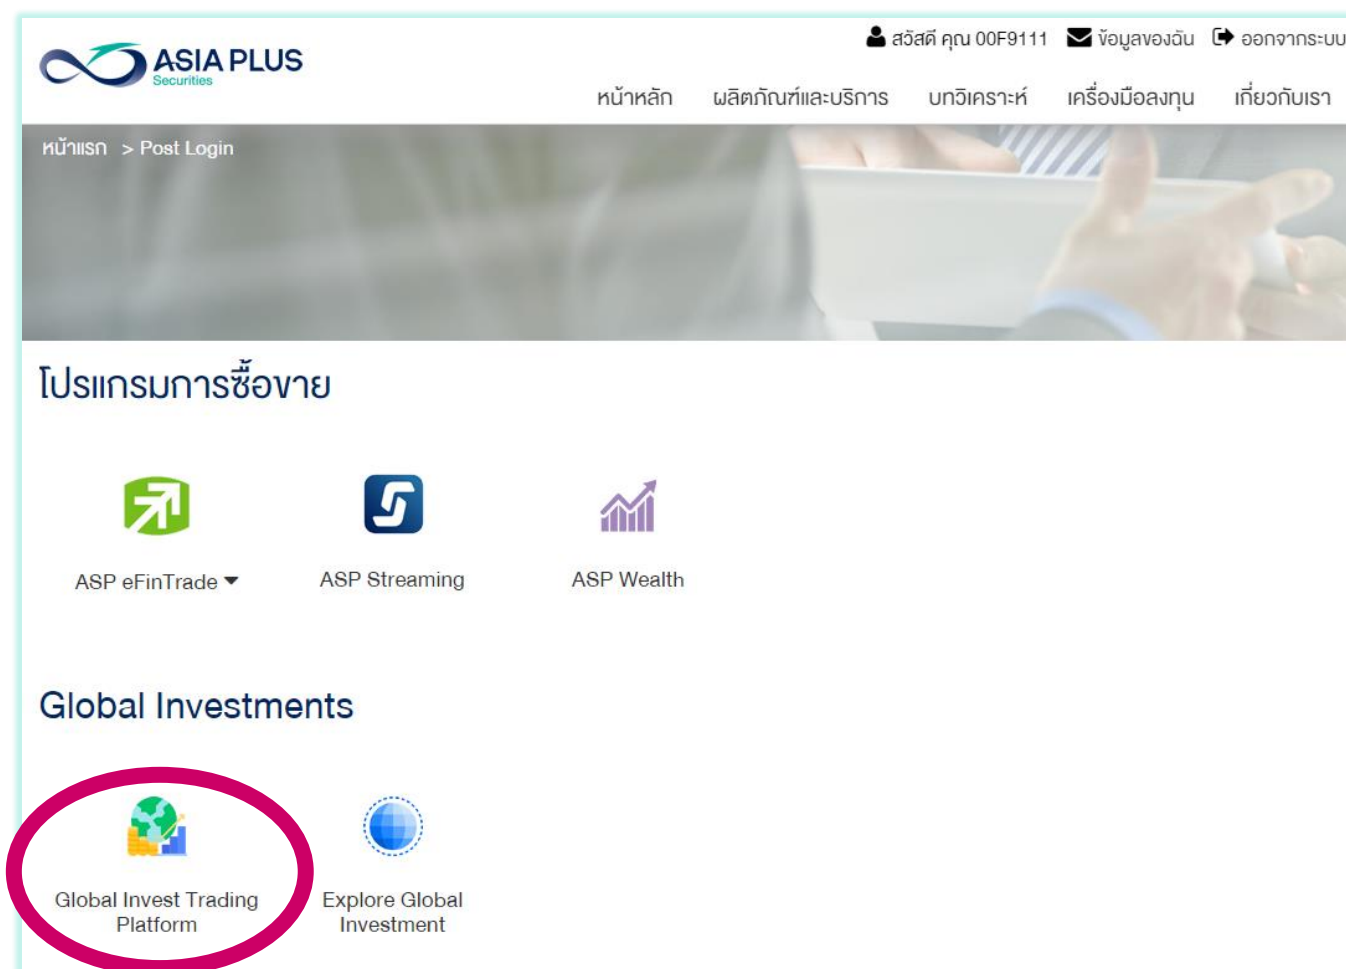 ASIA PLUS
Securities
สวัสดี คุณ 00F9111 ข้อมูลของฉัน ออกจากระบบ
หน้าหลัก ผลิตภัณฑ์และบริการ บทวิเคราะห์ เครื่องมือลงทุน เกี่ยวกับเรา
หน้าแรก > Post Login
โปรแกรมการซื้อขาย
ASP eFinTrade ASP Streaming ASP Wealth
Global Investments
Global Invest Trading Platform
Explore Global Investment